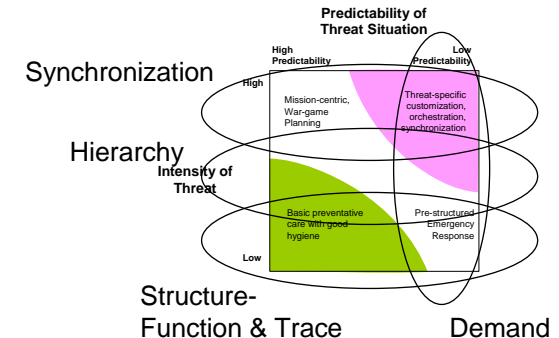 Predictability of
Threat Situation
High
Predictability
Low
Predictability
Synchronization
High
Mission-centric,
War-game
Planning
Threat-specific
customization,
orchestration,
synchronization
Hierarchy
Intensity of
Threat
Basic preventative
care with good
hygiene
Pre-structured
Emergency
Response
Low
Structure-
Function & Trace
Demand